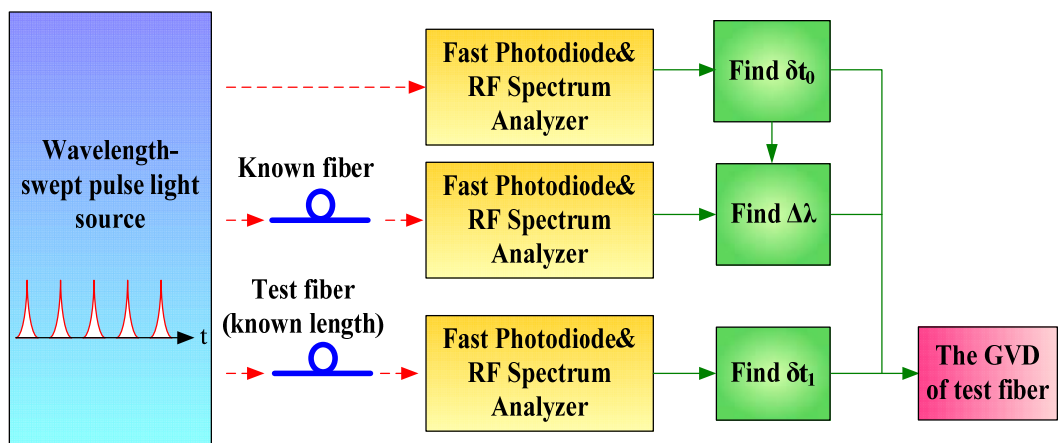 Wavelength-
swept pulse light
source
t
Fast Photodiode&
RF Spectrum
Analyzer
Find δt₀
Known fiber
Fast Photodiode&
RF Spectrum
Analyzer
Find Δλ
Test fiber
(known length)
Fast Photodiode&
RF Spectrum
Analyzer
Find δt₁
The GVD
of test fiber